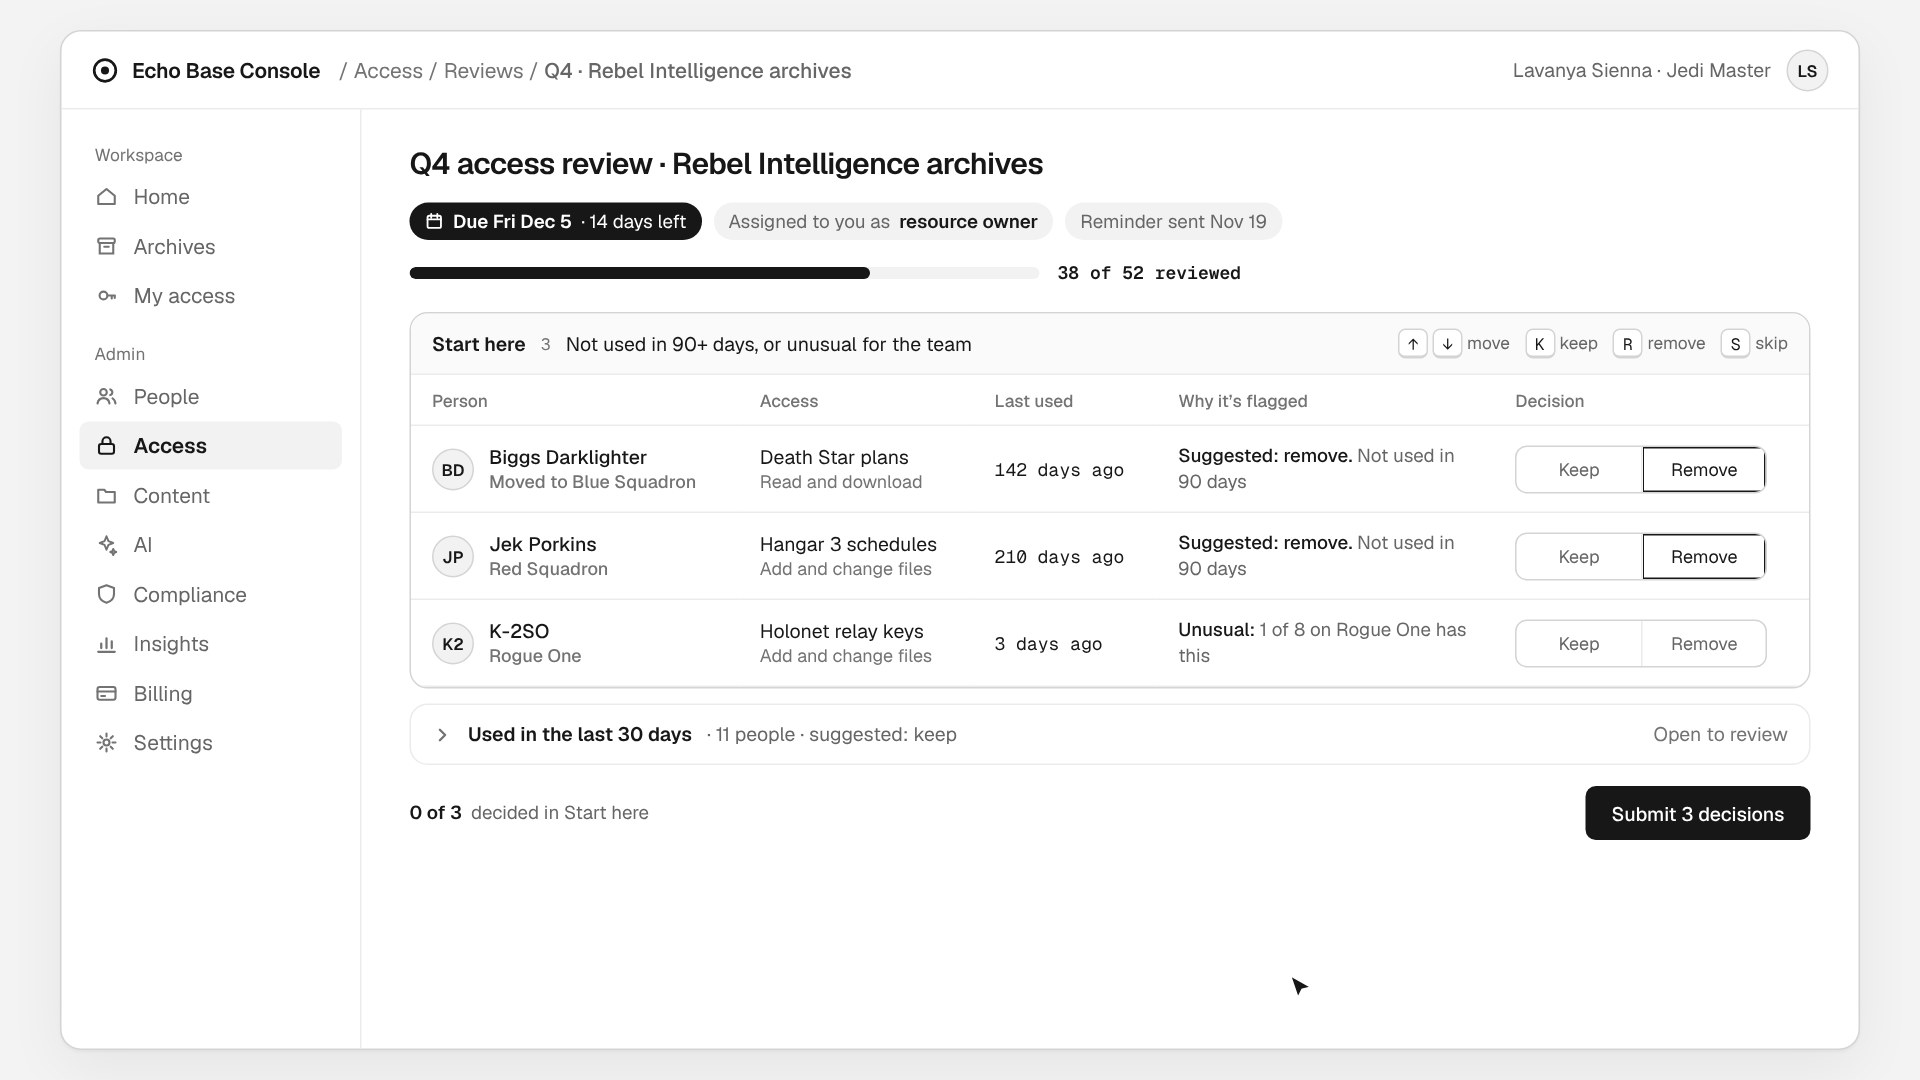 Echo Base Console / Access / Reviews / Q4 · Rebel Intelligence archives
Lavanya Sienna · Jedi Master LS
Workspace
Home
Archives
My access
Admin
People
Access
Content
AI
Compliance
Insights
Billing
Settings
Q4 access review · Rebel Intelligence archives
Due Fri Dec 5 · 14 days left
Assigned to you as resource owner
Reminder sent Nov 19
38 of 52 reviewed
Start here 3 Not used in 90+ days, or unusual for the team
↑ ↓ move K keep R remove S skip
Person Access Last used Why it’s flagged Decision
BD
Biggs Darklighter
Moved to Blue Squadron
Death Star plans
Read and download
142 days ago
Suggested: remove. Not used in
90 days
Keep Remove
JP
Jek Porkins
Red Squadron
Hangar 3 schedules
Add and change files
210 days ago
Suggested: remove. Not used in
90 days
Keep Remove
K2
K-2SO
Rogue One
Holonet relay keys
Add and change files
3 days ago
Unusual: 1 of 8 on Rogue One has
this
Keep Remove
Used in the last 30 days · 11 people · suggested: keep
Open to review
0 of 3 decided in Start here
Submit 3 decisions